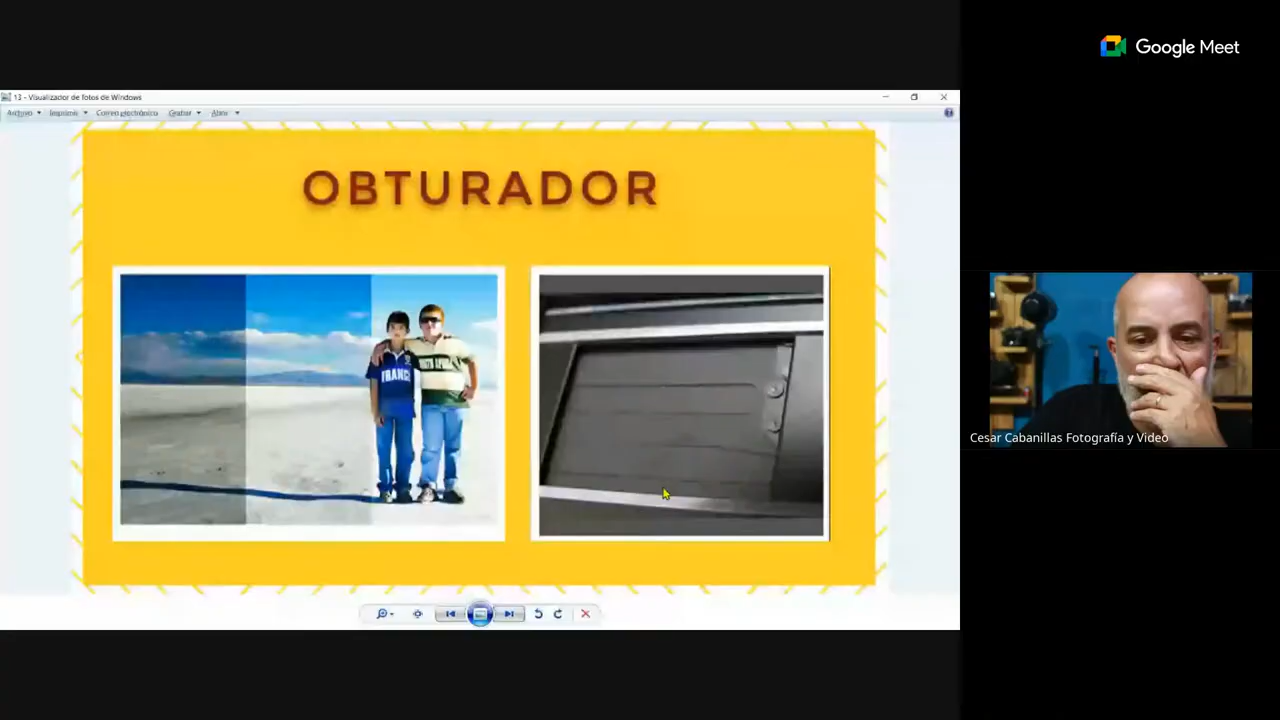 Google Meet
13 - Visualizador de fotos de Windows
Archivo Imprimir Correo electrónico Grabar Abrir
OBTURADOR
FRANCE
Cesar Cabanillas Fotografía y Video